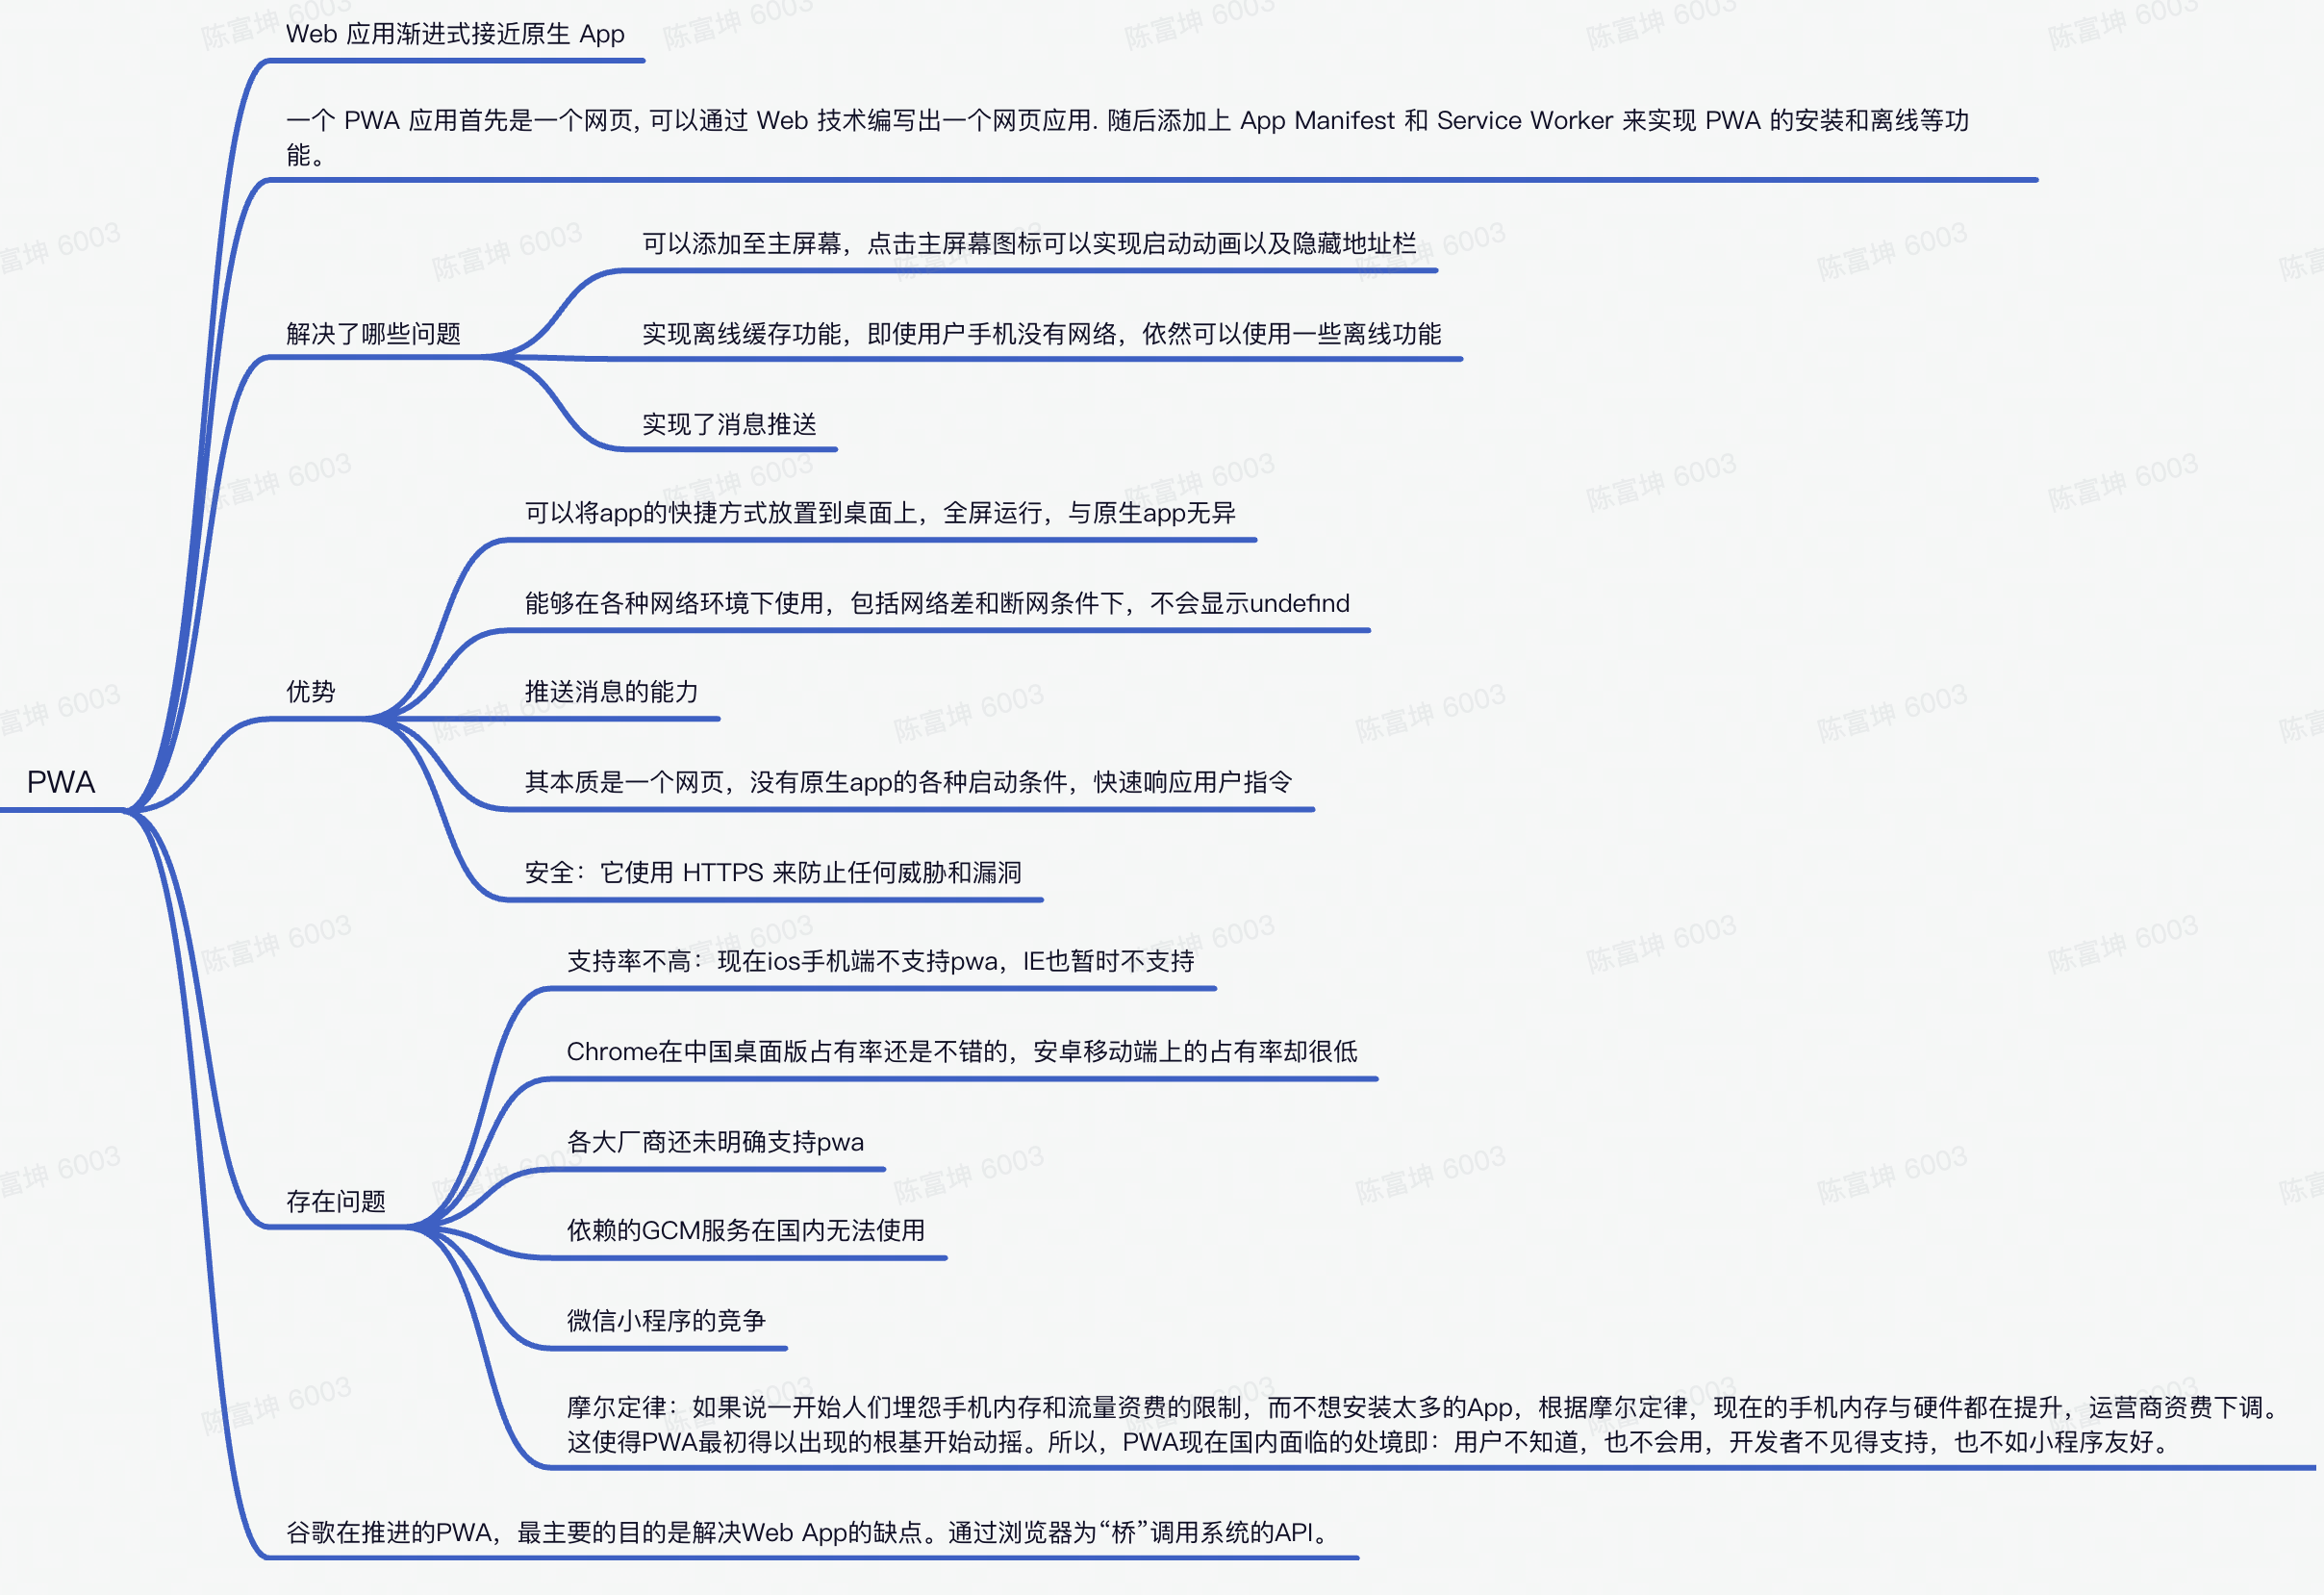 Web 应用渐进式接近原生 App
一个 PWA 应用首先是一个网页, 可以通过 Web 技术编写出一个网页应用. 随后添加上 App Manifest 和 Service Worker 来实现 PWA 的安装和离线等功
能。
可以添加至主屏幕，点击主屏幕图标可以实现启动动画以及隐藏地址栏
解决了哪些问题
实现离线缓存功能，即使用户手机没有网络，依然可以使用一些离线功能
实现了消息推送
可以将app的快捷方式放置到桌面上，全屏运行，与原生app无异
能够在各种网络环境下使用，包括网络差和断网条件下，不会显示undefind
优势
推送消息的能力
PWA
其本质是一个网页，没有原生app的各种启动条件，快速响应用户指令
安全：它使用 HTTPS 来防止任何威胁和漏洞
支持率不高：现在ios手机端不支持pwa，IE也暂时不支持
Chrome在中国桌面版占有率还是不错的，安卓移动端上的占有率却很低
各大厂商还未明确支持pwa
存在问题
依赖的GCM服务在国内无法使用
微信小程序的竞争
摩尔定律：如果说一开始人们埋怨手机内存和流量资费的限制，而不想安装太多的App，根据摩尔定律，现在的手机内存与硬件都在提升，运营商资费下调。
这使得PWA最初得以出现的根基开始动摇。所以，PWA现在国内面临的处境即：用户不知道，也不会用，开发者不见得支持，也不如小程序友好。
谷歌在推进的PWA，最主要的目的是解决Web App的缺点。通过浏览器为“桥”调用系统的API。
陈富坤 6003